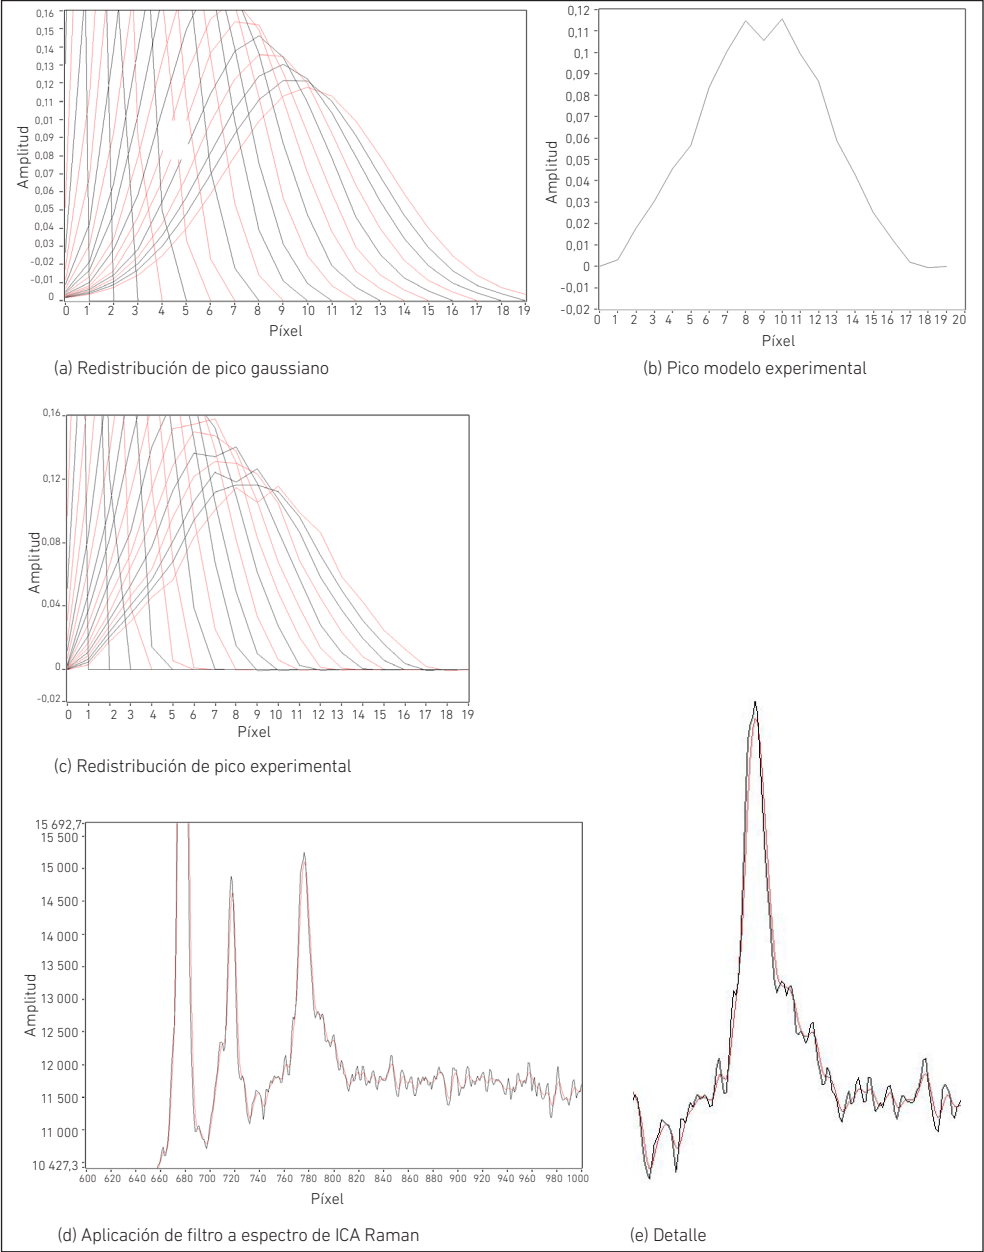 0,16
0,15
0,14
0,13
0,12
0,11
0,01
0,09
0,08
0,07
0,06
0,05
0,04
0,03
0,02
-0,01
0
Amplitud
0 1 2 3 4 5 6 7 8 9 10 11 12 13 14 15 16 17 18 19
Píxel
(a) Redistribución de pico gaussiano
0,12
0,11
0,10
0,09
0,08
0,07
0,06
0,05
0,04
0,03
0,02
0,01
0
-0,01
-0,02
Amplitud
0 1 2 3 4 5 6 7 8 9 10 11 12 13 14 15 16 17 18 19 20
Píxel
(b) Pico modelo experimental
0,16
0,12
0,08
0,04
0
-0,02
Amplitud
0 1 2 3 4 5 6 7 8 9 10 11 12 13 14 15 16 17 18 19
Píxel
(c) Redistribución de pico experimental
15 692,7
15 500
15 000
14 500
14 000
13 500
13 000
12 500
12 000
11 500
11 000
10 427,3
Amplitud
600 620 640 660 680 700 720 740 760 780 800 820 840 860 880 900 920 940 960 980 1000
Píxel
(d) Aplicación de filtro a espectro de ICA Raman
(e) Detalle